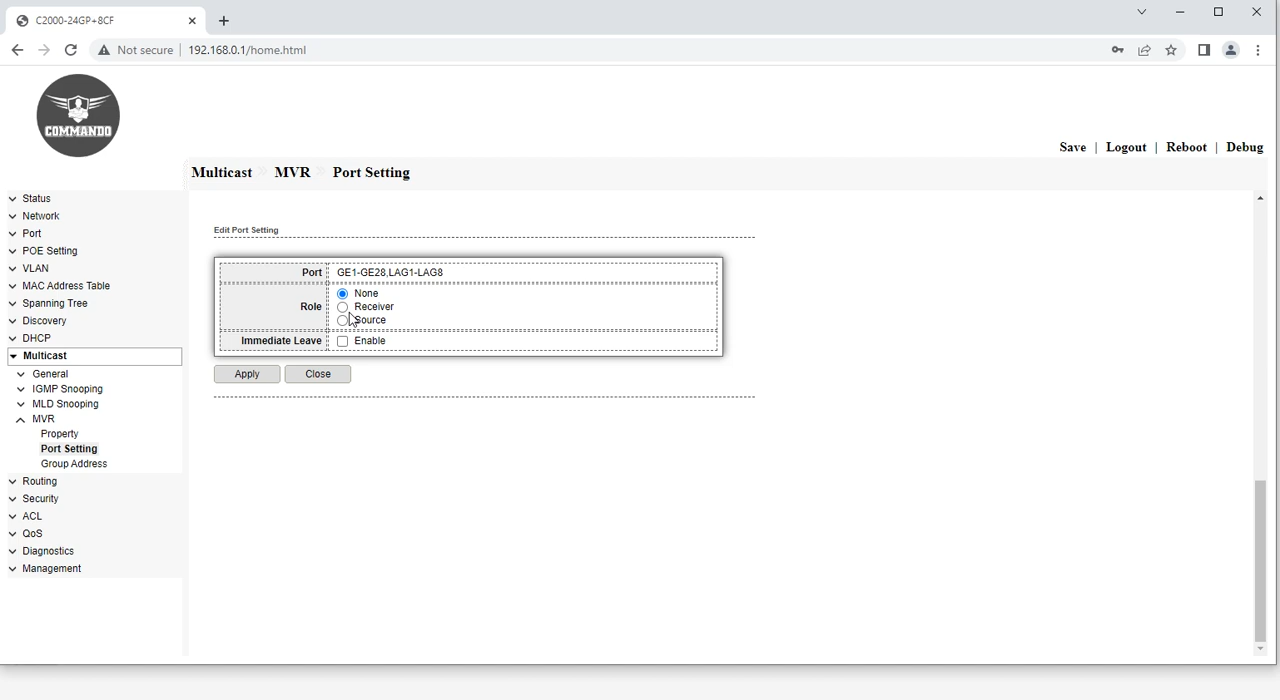 C2000-24GP+8CF
Not secure | 192.168.0.1/home.html
COMMANDO
Save | Logout | Reboot | Debug
Multicast MVR Port Setting
Status
Network
Port
POE Setting
VLAN
MAC Address Table
Spanning Tree
Discovery
DHCP
Multicast
General
IGMP Snooping
MLD Snooping
MVR
Property
Port Setting
Group Address
Routing
Security
ACL
QoS
Diagnostics
Management
Edit Port Setting
Port GE1-GE28,LAG1-LAG8
Role None
Receiver
Source
Immediate Leave Enable
Apply Close